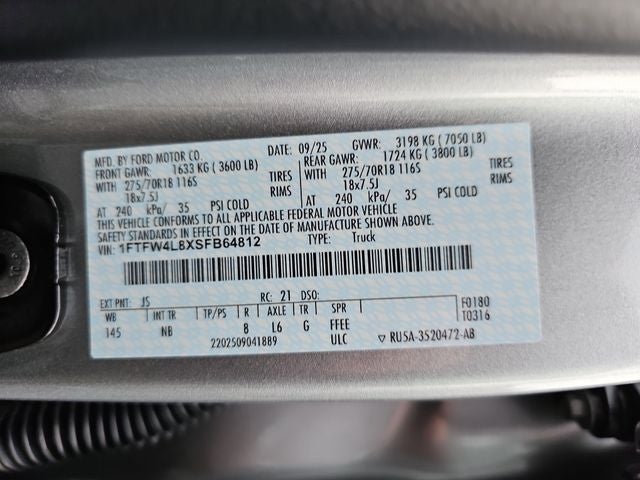 MFD. BY FORD MOTOR CO. DATE: 09/25 GVWR: 3198 KG ( 7050 LB)
FRONT GAWR: 1633 KG ( 3600 LB) REAR GAWR: 1724 KG ( 3800 LB)
WITH 275/70R18 116S TIRES WITH 275/70R18 116S TIRES
18x7.5J RIMS 18x7.5J RIMS
AT 240 kPa/ 35 PSI COLD AT 240 kPa/ 35 PSI COLD
THIS VEHICLE CONFORMS TO ALL APPLICABLE FEDERAL MOTOR VEHICLE
SAFETY STANDARDS IN EFFECT ON THE DATE OF MANUFACTURE SHOWN ABOVE
VIN: 1FTFW4L8XSFB64812 TYPE: Truck
EXT PNT: JS RC: 21 DSO: F0180
WB INT TR TP/PS R AXLE TR SPR T0316
145 NB 8 L6 G FFEE
2202509041889 ULC ▽ RU5A-3520472-AB